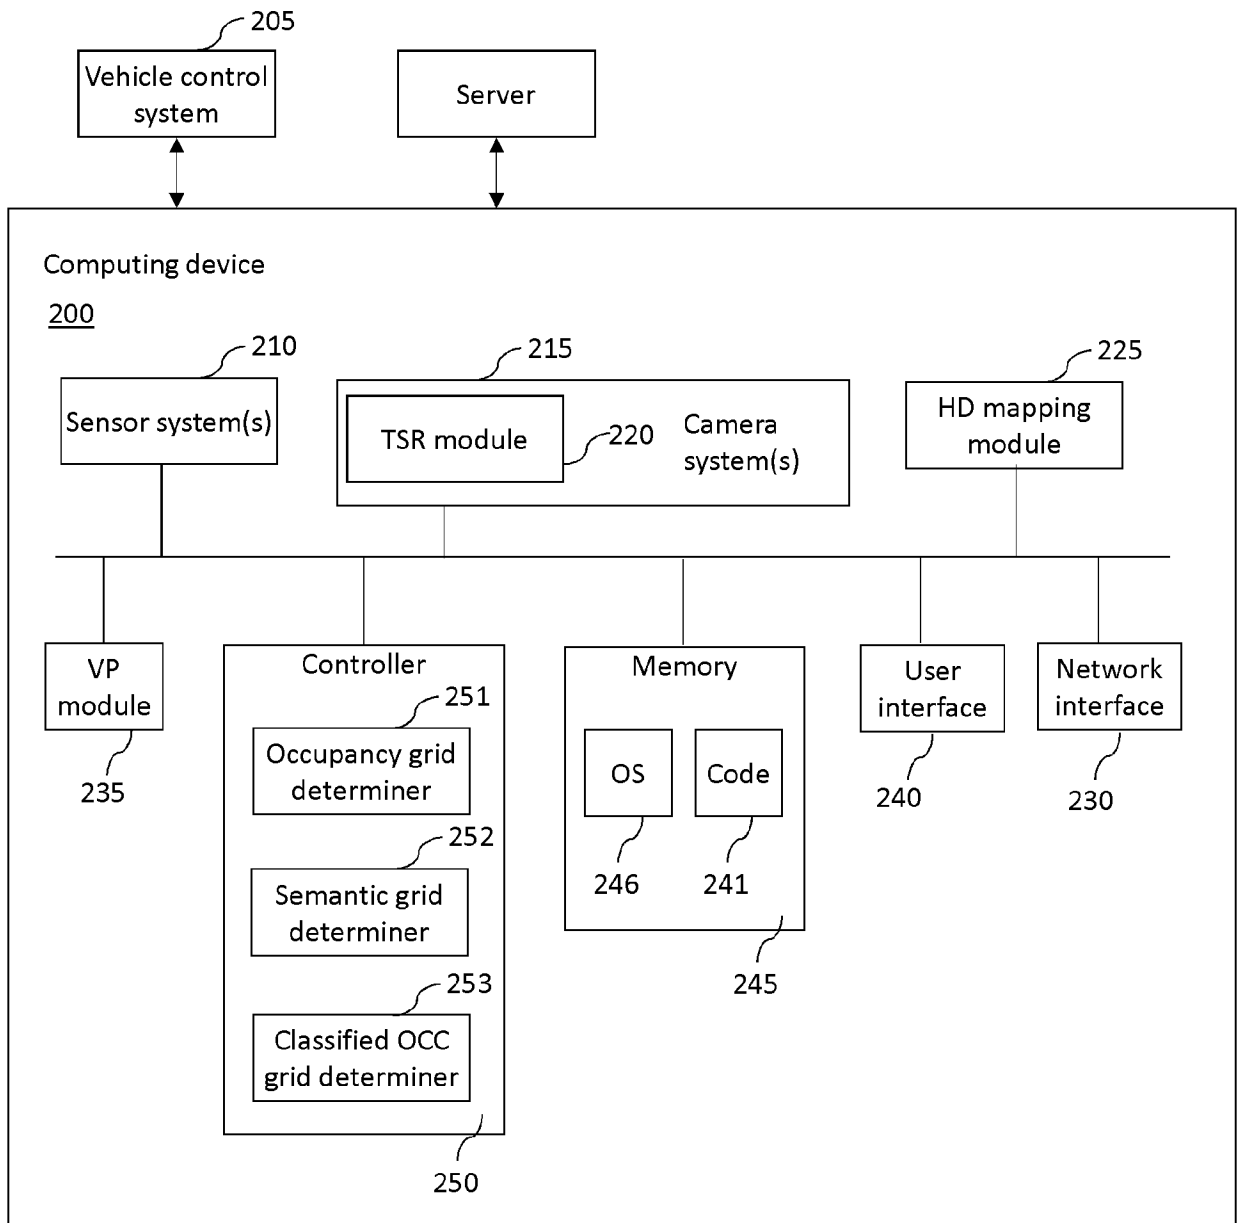 205
Vehicle control
system
Server
Computing device
200
210
Sensor system(s)
215
TSR module
220
Camera
system(s)
225
HD mapping
module
VP
module
235
Controller
251
Occupancy grid
determiner
252
Semantic grid
determiner
253
Classified OCC
grid determiner
250
Memory
OS
246
Code
241
245
User
interface
240
Network
interface
230